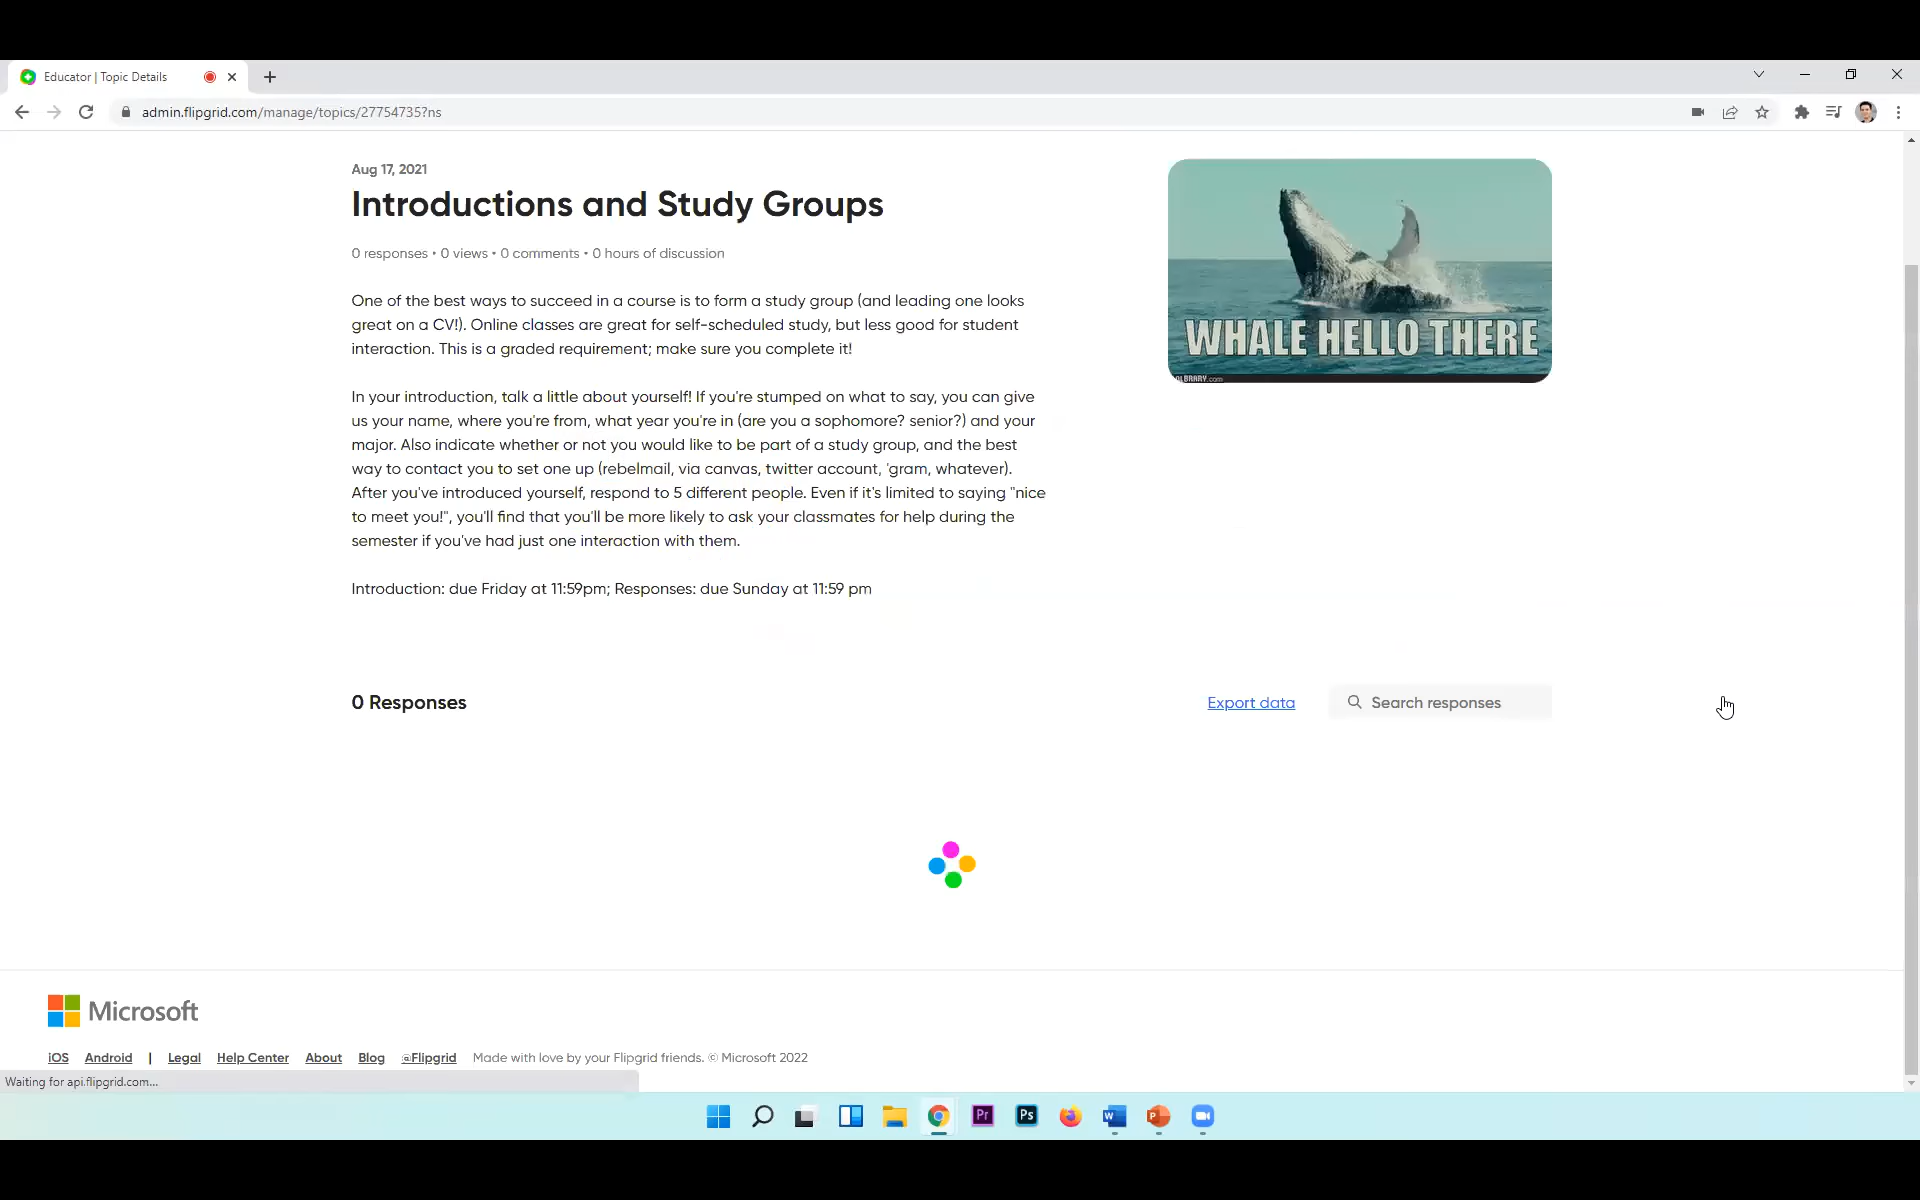 Educator | Topic Details
admin.flipgrid.com/manage/topics/27754735?ns
Aug 17, 2021
Introductions and Study Groups
0 responses • 0 views • 0 comments • 0 hours of discussion
One of the best ways to succeed in a course is to form a study group (and leading one looks
great on a CV!). Online classes are great for self-scheduled study, but less good for student
interaction. This is a graded requirement; make sure you complete it!
In your introduction, talk a little about yourself! If you're stumped on what to say, you can give
us your name, where you're from, what year you're in (are you a sophomore? senior?) and your
major. Also indicate whether or not you would like to be part of a study group, and the best
way to contact you to set one up (rebelmail, via canvas, twitter account, 'gram, whatever).
After you've introduced yourself, respond to 5 different people. Even if it's limited to saying "nice
to meet you!", you'll find that you'll be more likely to ask your classmates for help during the
semester if you've had just one interaction with them.
Introduction: due Friday at 11:59pm; Responses: due Sunday at 11:59 pm
WHALE HELLO THERE
0 Responses
Export data
Search responses
Microsoft
iOS Android | Legal Help Center About Blog @Flipgrid Made with love by your Flipgrid friends. © Microsoft 2022
Waiting for api.flipgrid.com...
Pr
Ps
W
P